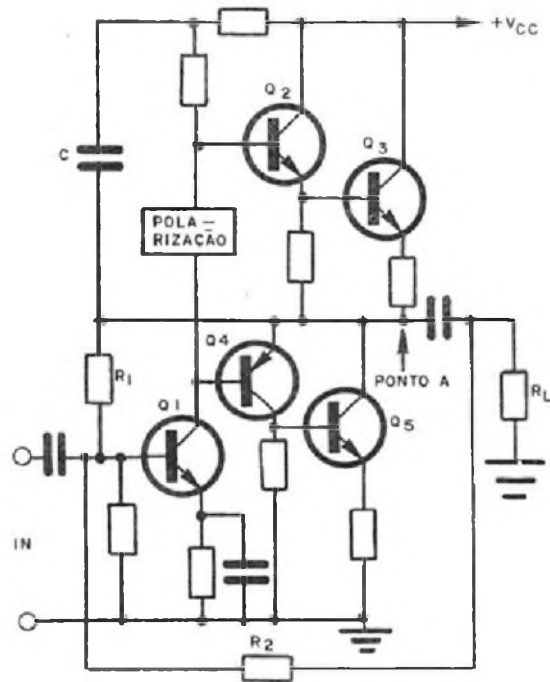 +VCC
Q2
C
Q3
POLA-
RIZAÇÃO
Q4
R1
PONTO A
RL
Q1
Q5
IN
R2